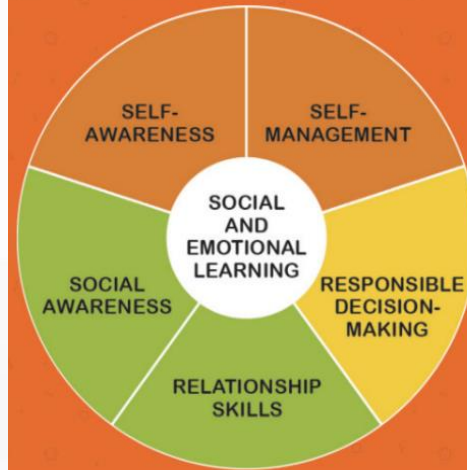 SELF-
AWARENESS
SELF-
MANAGEMENT
SOCIAL
AND
EMOTIONAL
LEARNING
SOCIAL
AWARENESS
RESPONSIBLE
DECISION-
MAKING
RELATIONSHIP
SKILLS